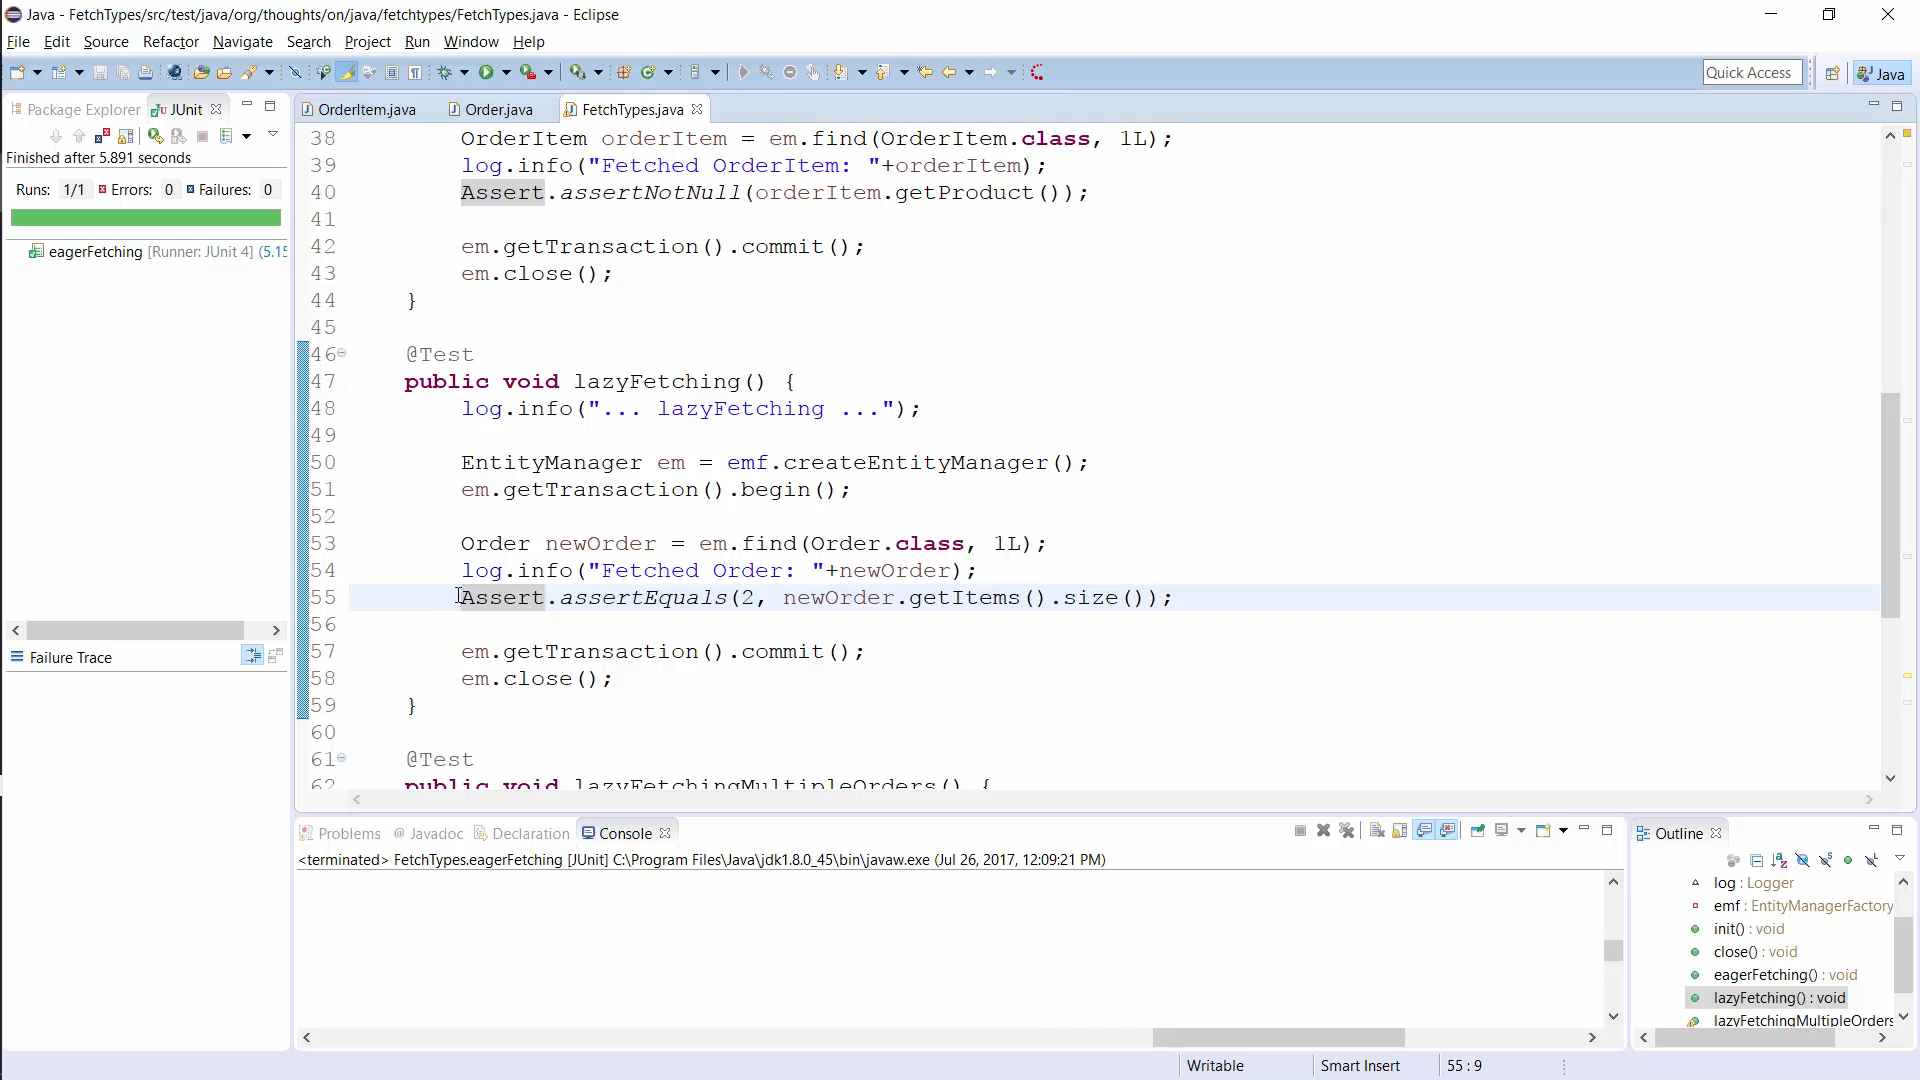 Java - FetchTypes/src/test/java/org/thoughts/on/java/fetchtypes/FetchTypes.java - Eclipse
File Edit Source Refactor Navigate Search Project Run Window Help
Quick Access
Java
Package Explorer
JUnit
Finished after 5.891 seconds
Runs: 1/1 Errors: 0 Failures: 0
eagerFetching [Runner: JUnit 4] (5.15
Failure Trace
OrderItem.java
Order.java
FetchTypes.java
38 OrderItem orderItem = em.find(OrderItem.class, 1L);
39 log.info("Fetched OrderItem: "+orderItem);
40 Assert.assertNotNull(orderItem.getProduct());
41
42 em.getTransaction().commit();
43 em.close();
44 }
45
46 @Test
47 public void lazyFetching() {
48 log.info("... lazyFetching ...");
49
50 EntityManager em = emf.createEntityManager();
51 em.getTransaction().begin();
52
53 Order newOrder = em.find(Order.class, 1L);
54 log.info("Fetched Order: "+newOrder);
55 Assert.assertEquals(2, newOrder.getItems().size());
56
57 em.getTransaction().commit();
58 em.close();
59 }
60
61 @Test
62 public void lazyFetchingMultipleOrders() {
Problems @ Javadoc Declaration Console
<terminated> FetchTypes.eagerFetching [JUnit] C:\Program Files\Java\jdk1.8.0_45\bin\javaw.exe (Jul 26, 2017, 12:09:21 PM)
Outline
log : Logger
emf : EntityManagerFactory
init() : void
close() : void
eagerFetching() : void
lazyFetching() : void
lazyFetchingMultipleOrders
Writable
Smart Insert
55 : 9